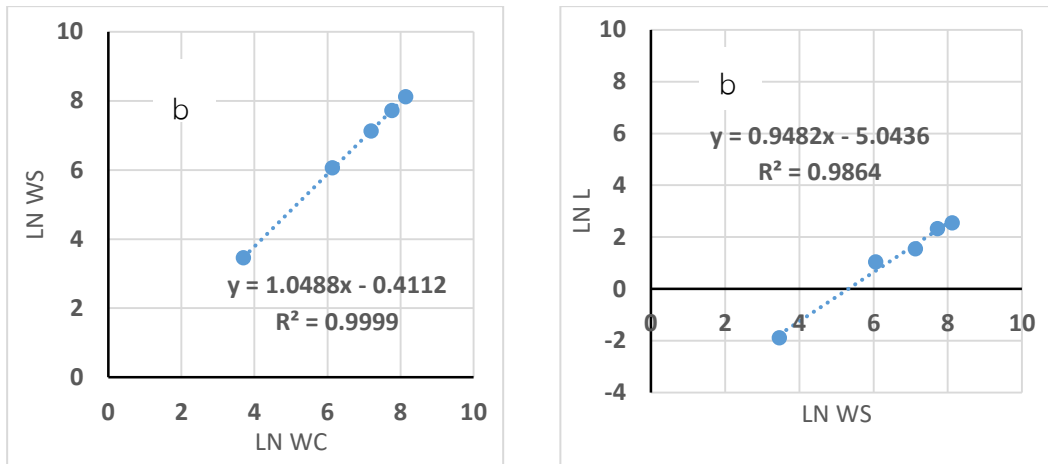 10
8
6
4
2
0
LN WS
b
y = 1.0488x - 0.4112
R² = 0.9999
0 2 4 6 8 10
LN WC
10
8
6
4
2
0
-2
-4
LN L
b
y = 0.9482x - 5.0436
R² = 0.9864
0 2 4 6 8 10
LN WS